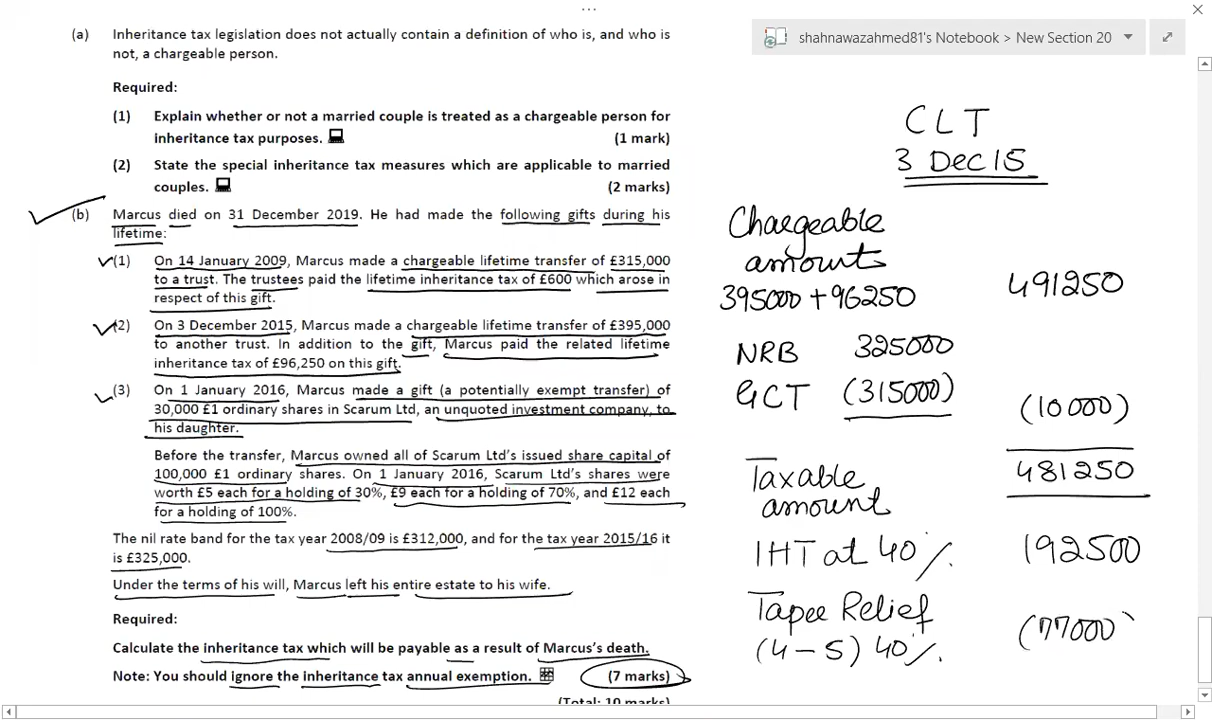 (a) Inheritance tax legislation does not actually contain a definition of who is, and who is
not, a chargeable person.
Required:
(1) Explain whether or not a married couple is treated as a chargeable person for
inheritance tax purposes. (1 mark)
(2) State the special inheritance tax measures which are applicable to married
couples. (2 marks)
(b) Marcus died on 31 December 2019. He had made the following gifts during his
lifetime:
(1) On 14 January 2009, Marcus made a chargeable lifetime transfer of £315,000
to a trust. The trustees paid the lifetime inheritance tax of £600 which arose in
respect of this gift.
(2) On 3 December 2015, Marcus made a chargeable lifetime transfer of £395,000
to another trust. In addition to the gift, Marcus paid the related lifetime
inheritance tax of £96,250 on this gift.
(3) On 1 January 2016, Marcus made a gift (a potentially exempt transfer) of
30,000 £1 ordinary shares in Scarum Ltd, an unquoted investment company, to
his daughter.
Before the transfer, Marcus owned all of Scarum Ltd's issued share capital of
100,000 £1 ordinary shares. On 1 January 2016, Scarum Ltd's shares were
worth £5 each for a holding of 30%, £9 each for a holding of 70%, and £12 each
for a holding of 100%.
The nil rate band for the tax year 2008/09 is £312,000, and for the tax year 2015/16 it
is £325,000.
Under the terms of his will, Marcus left his entire estate to his wife.
Required:
Calculate the inheritance tax which will be payable as a result of Marcus's death.
Note: You should ignore the inheritance tax annual exemption. (7 marks)
(Total: 10 marks)
shahnawazahmed81's Notebook > New Section 20
CLT
3 Dec 15
Chargeable
amount
395000 + 96250 491250
NRB 325000
GCT (315000) (10000)
Taxable 481250
amount
IHT at 40% 192500
Taper Relief
(4-5) 40% (77000)